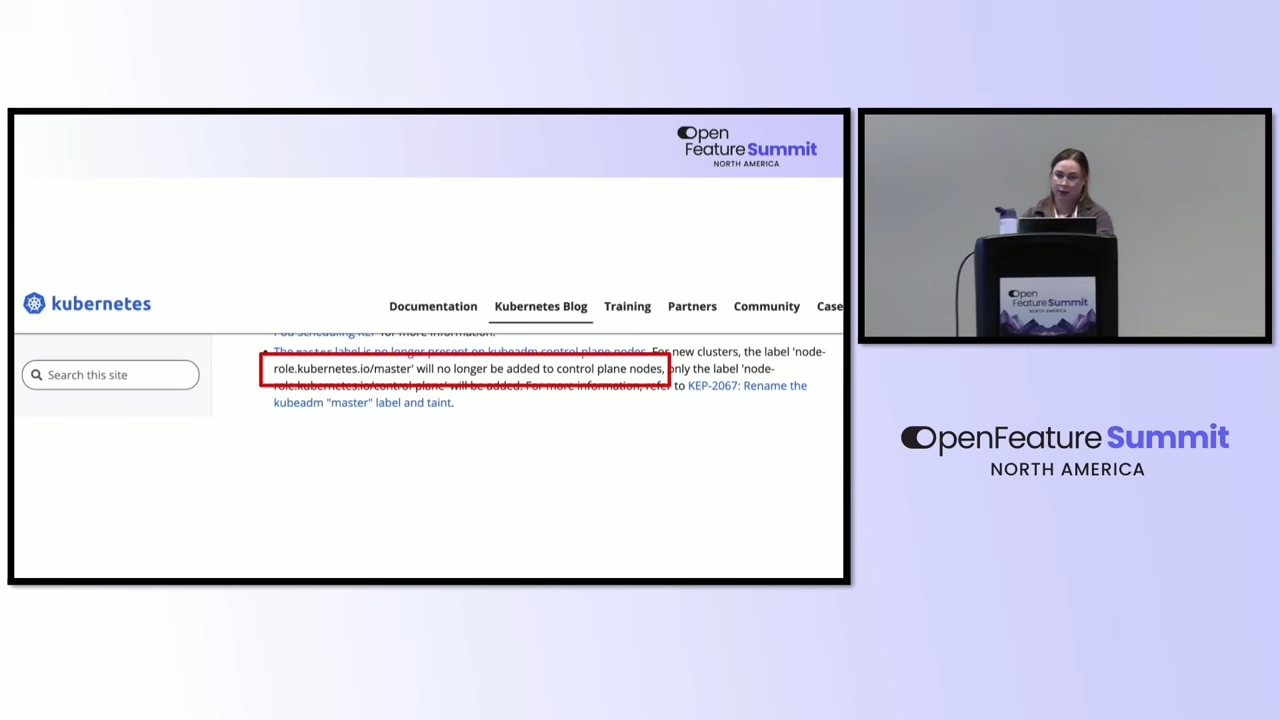 Open
Feature Summit
NORTH AMERICA
kubernetes
Documentation Kubernetes Blog Training Partners Community Case
Search this site
Pod Scheduling KEP for more information.
The master label is no longer present on kubeadm control plane nodes. For new clusters, the label 'node-
role.kubernetes.io/master' will no longer be added to control plane nodes, only the label 'node-
role.kubernetes.io/control-plane' will be added. For more information, refer to KEP-2067: Rename the
kubeadm "master" label and taint.
Open
Feature Summit
NORTH AMERICA
OpenFeature Summit
NORTH AMERICA